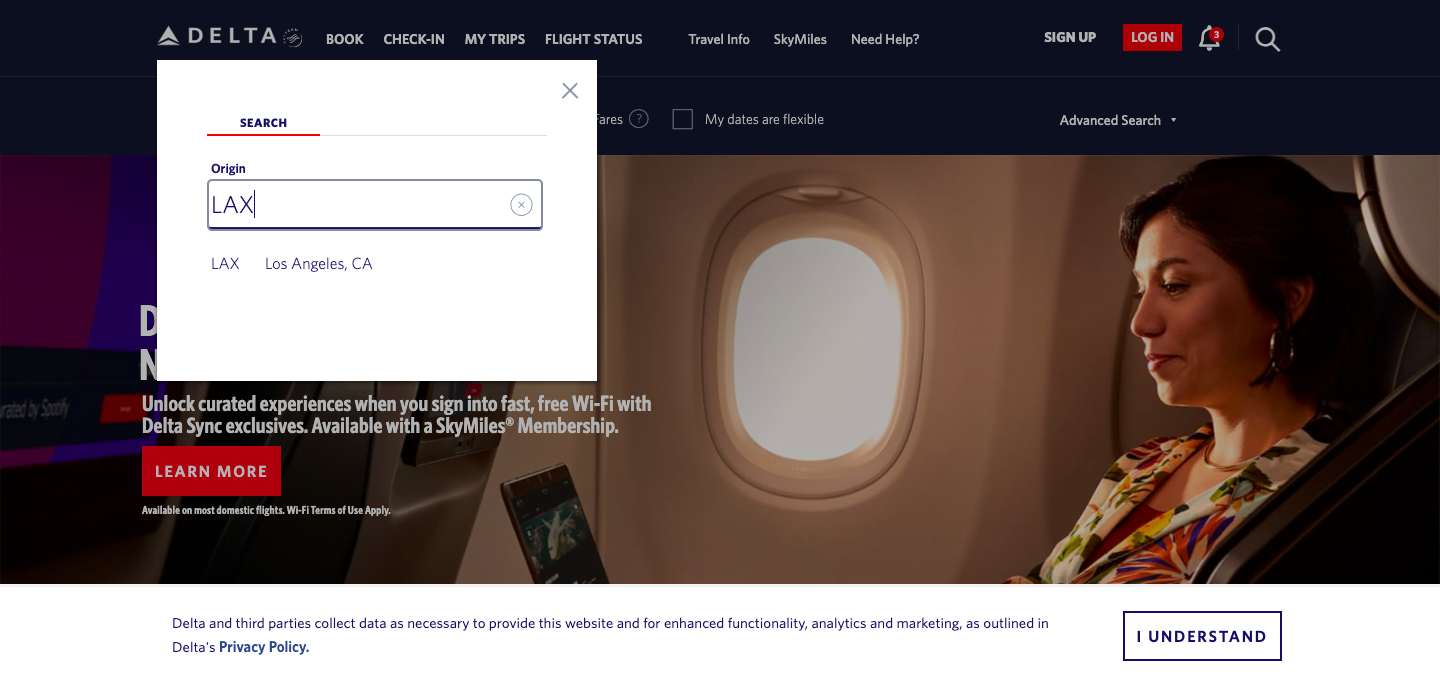 DELTA
BOOK
CHECK-IN
MY TRIPS
FLIGHT STATUS
Travel Info
SkyMiles
Need Help?
SIGN UP
LOG IN
3
SEARCH
Fares
?
My dates are flexible
Advanced Search
Origin
LAX
LAX Los Angeles, CA
D
N
Unlock curated experiences when you sign into fast, free Wi-Fi with
Delta Sync exclusives. Available with a SkyMiles® Membership.
by Spotify
LEARN MORE
Available on most domestic flights. Wi-Fi Terms of Use Apply.
Delta and third parties collect data as necessary to provide this website and for enhanced functionality, analytics and marketing, as outlined in
Delta's Privacy Policy.
I UNDERSTAND